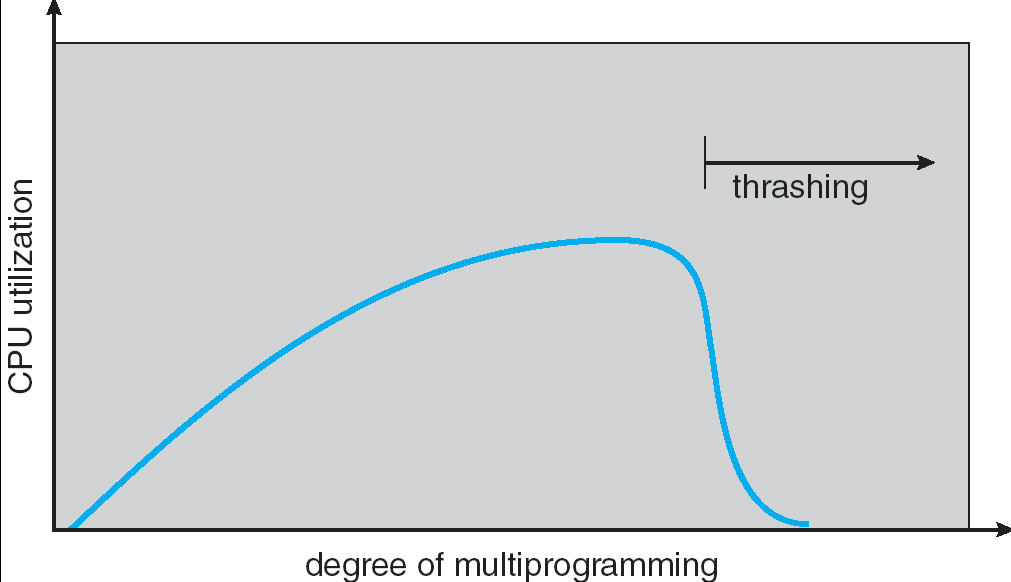 thrashing
CPU utilization
degree of multiprogramming